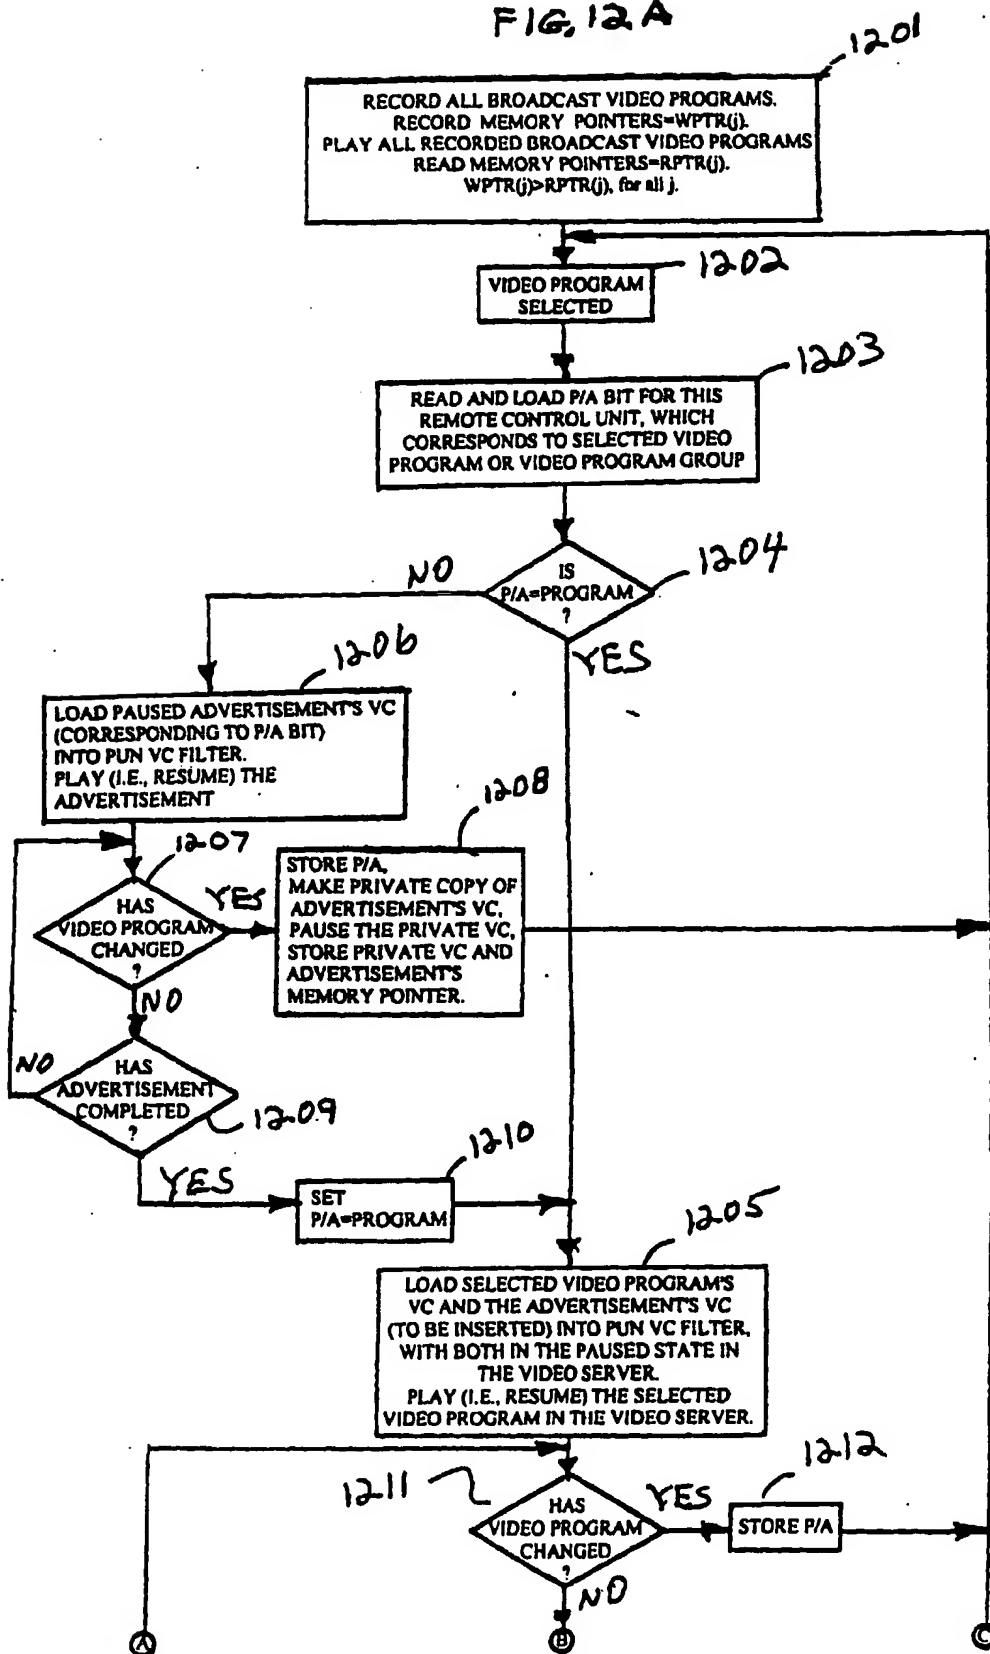 FIG. 12A
1201
RECORD ALL BROADCAST VIDEO PROGRAMS.
RECORD MEMORY POINTERS=WPTR(j).
PLAY ALL RECORDED BROADCAST VIDEO PROGRAMS
READ MEMORY POINTERS=RPTR(j).
WPTR(j)>RPTR(j), for all j.
1202
VIDEO PROGRAM
SELECTED
1203
READ AND LOAD P/A BIT FOR THIS
REMOTE CONTROL UNIT, WHICH
CORRESPONDS TO SELECTED VIDEO
PROGRAM OR VIDEO PROGRAM GROUP
1204
IS
P/A=PROGRAM
?
NO
YES
1206
LOAD PAUSED ADVERTISEMENT'S VC
(CORRESPONDING TO P/A BIT)
INTO PUN VC FILTER.
PLAY (I.E., RESUME) THE
ADVERTISEMENT
1207
HAS
VIDEO PROGRAM
CHANGED
?
YES
NO
1208
STORE P/A,
MAKE PRIVATE COPY OF
ADVERTISEMENT'S VC,
PAUSE THE PRIVATE VC,
STORE PRIVATE VC AND
ADVERTISEMENT'S
MEMORY POINTER.
NO
HAS
ADVERTISEMENT
COMPLETED
?
1209
YES
1210
SET
P/A=PROGRAM
1205
LOAD SELECTED VIDEO PROGRAM'S
VC AND THE ADVERTISEMENT'S VC
(TO BE INSERTED) INTO PUN VC FILTER,
WITH BOTH IN THE PAUSED STATE IN
THE VIDEO SERVER.
PLAY (I.E., RESUME) THE SELECTED
VIDEO PROGRAM IN THE VIDEO SERVER.
1211
HAS
VIDEO PROGRAM
CHANGED
?
YES
1212
STORE P/A
NO
A
B
C